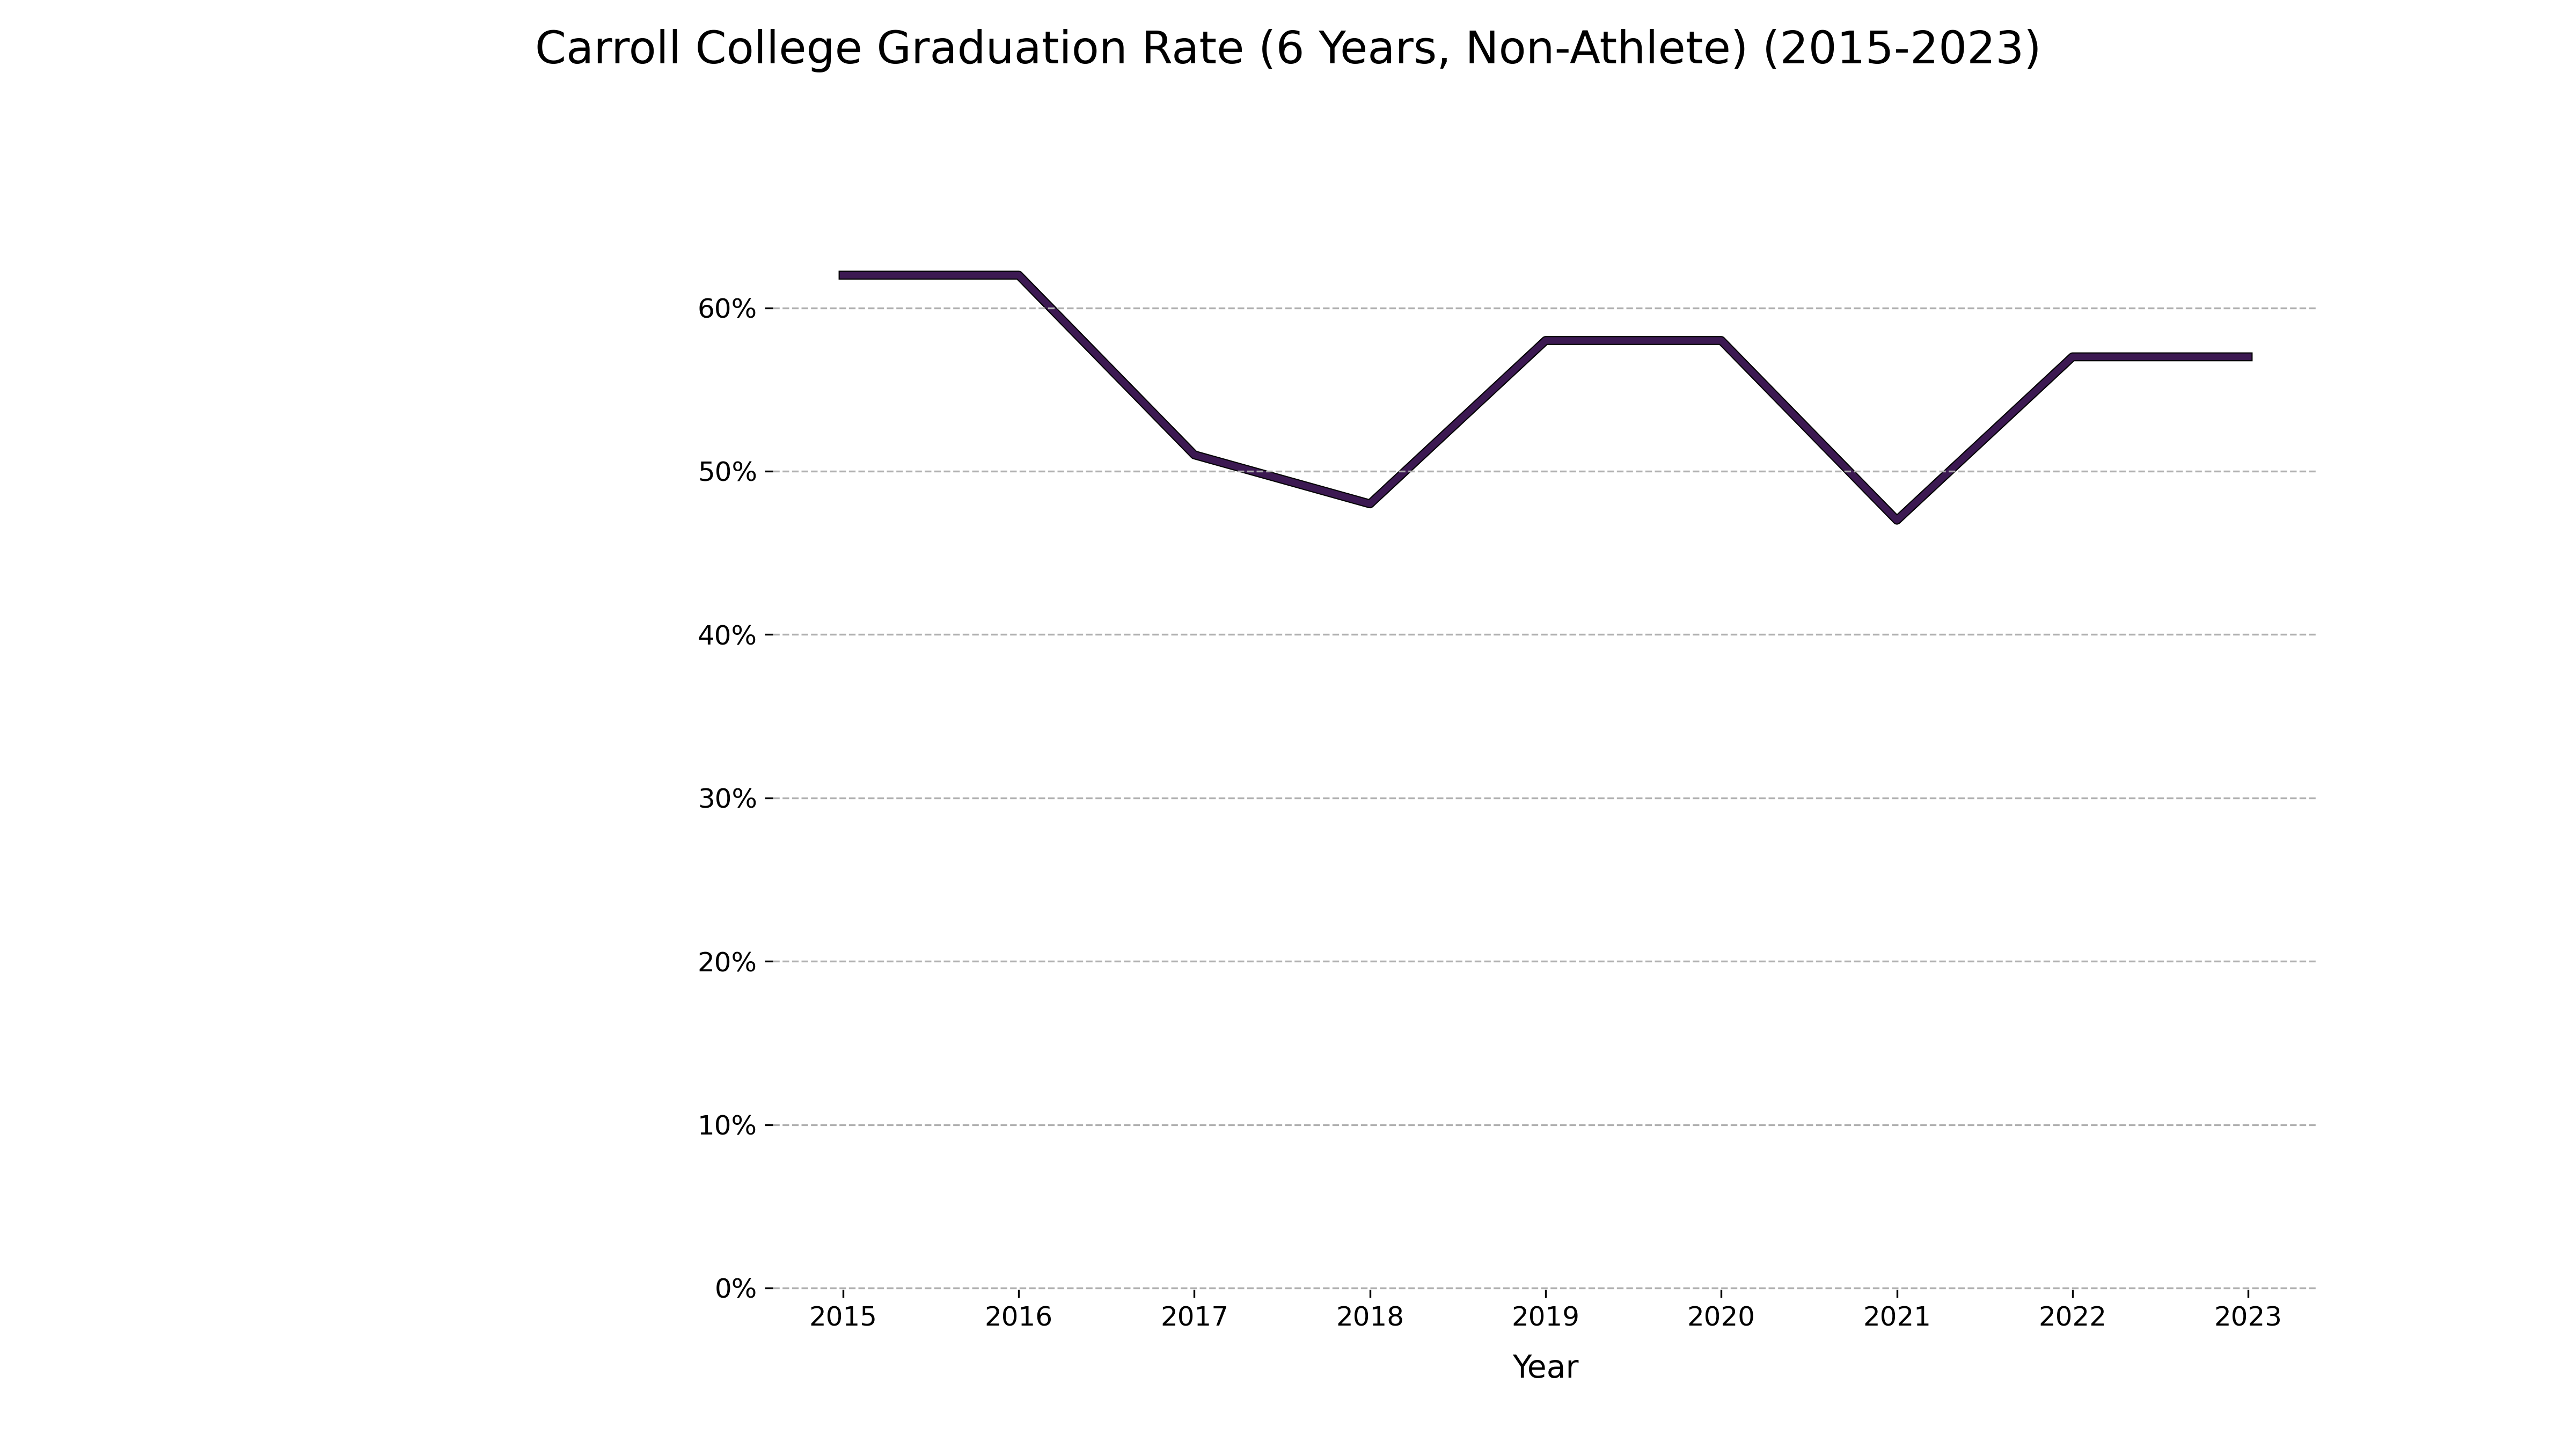 Carroll College Graduation Rate (6 Years, Non-Athlete) (2015-2023)
60%
50%
40%
30%
20%
10%
0%
2015 2016 2017 2018 2019 2020 2021 2022 2023
Year